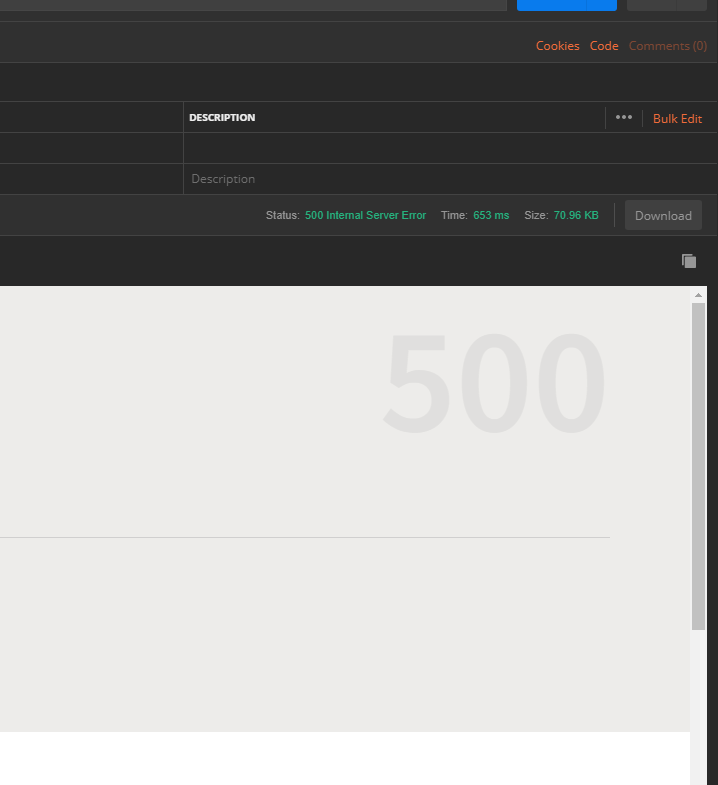 Cookies Code Comments (0)
DESCRIPTION ••• Bulk Edit
Description
Status: 500 Internal Server Error Time: 653 ms Size: 70.96 KB Download
500